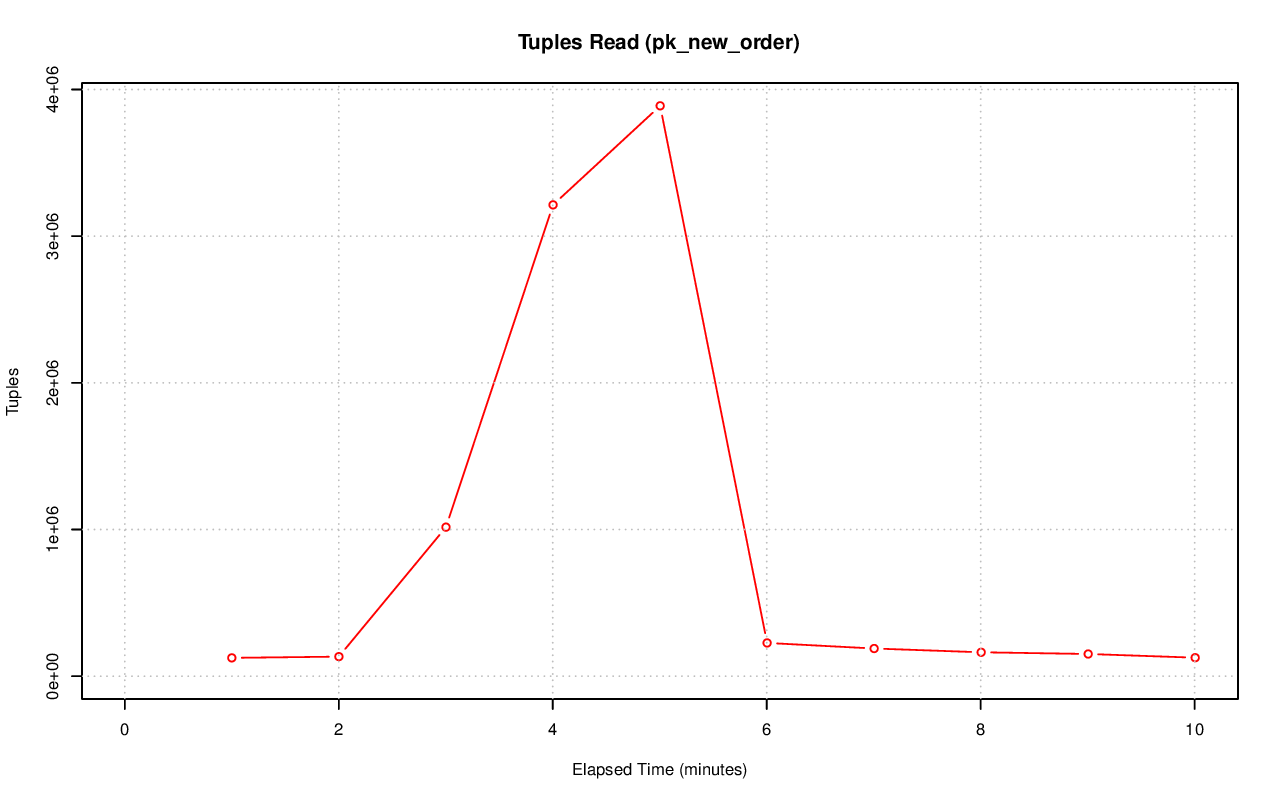 Tuples Read (pk_new_order)
4e+06
3e+06
2e+06
1e+06
0e+00
Tuples
0 2 4 6 8 10
Elapsed Time (minutes)